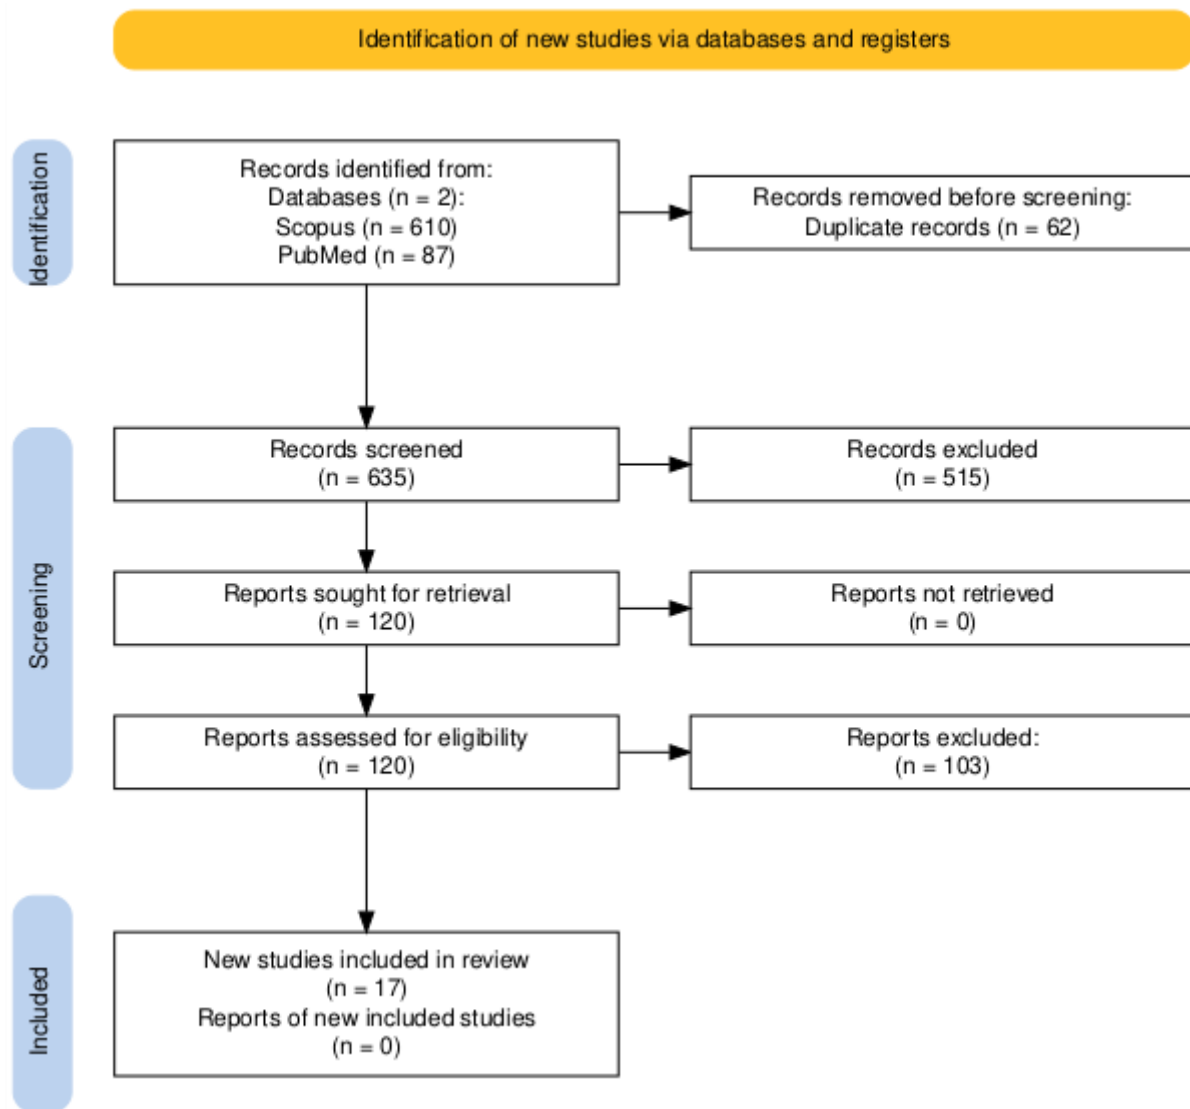 Identification of new studies via databases and registers
Identification
Records identified from:
Databases (n = 2):
Scopus (n = 610)
PubMed (n = 87)
Records removed before screening:
Duplicate records (n = 62)
Screening
Records screened
(n = 635)
Records excluded
(n = 515)
Reports sought for retrieval
(n = 120)
Reports not retrieved
(n = 0)
Reports assessed for eligibility
(n = 120)
Reports excluded:
(n = 103)
Included
New studies included in review
(n = 17)
Reports of new included studies
(n = 0)